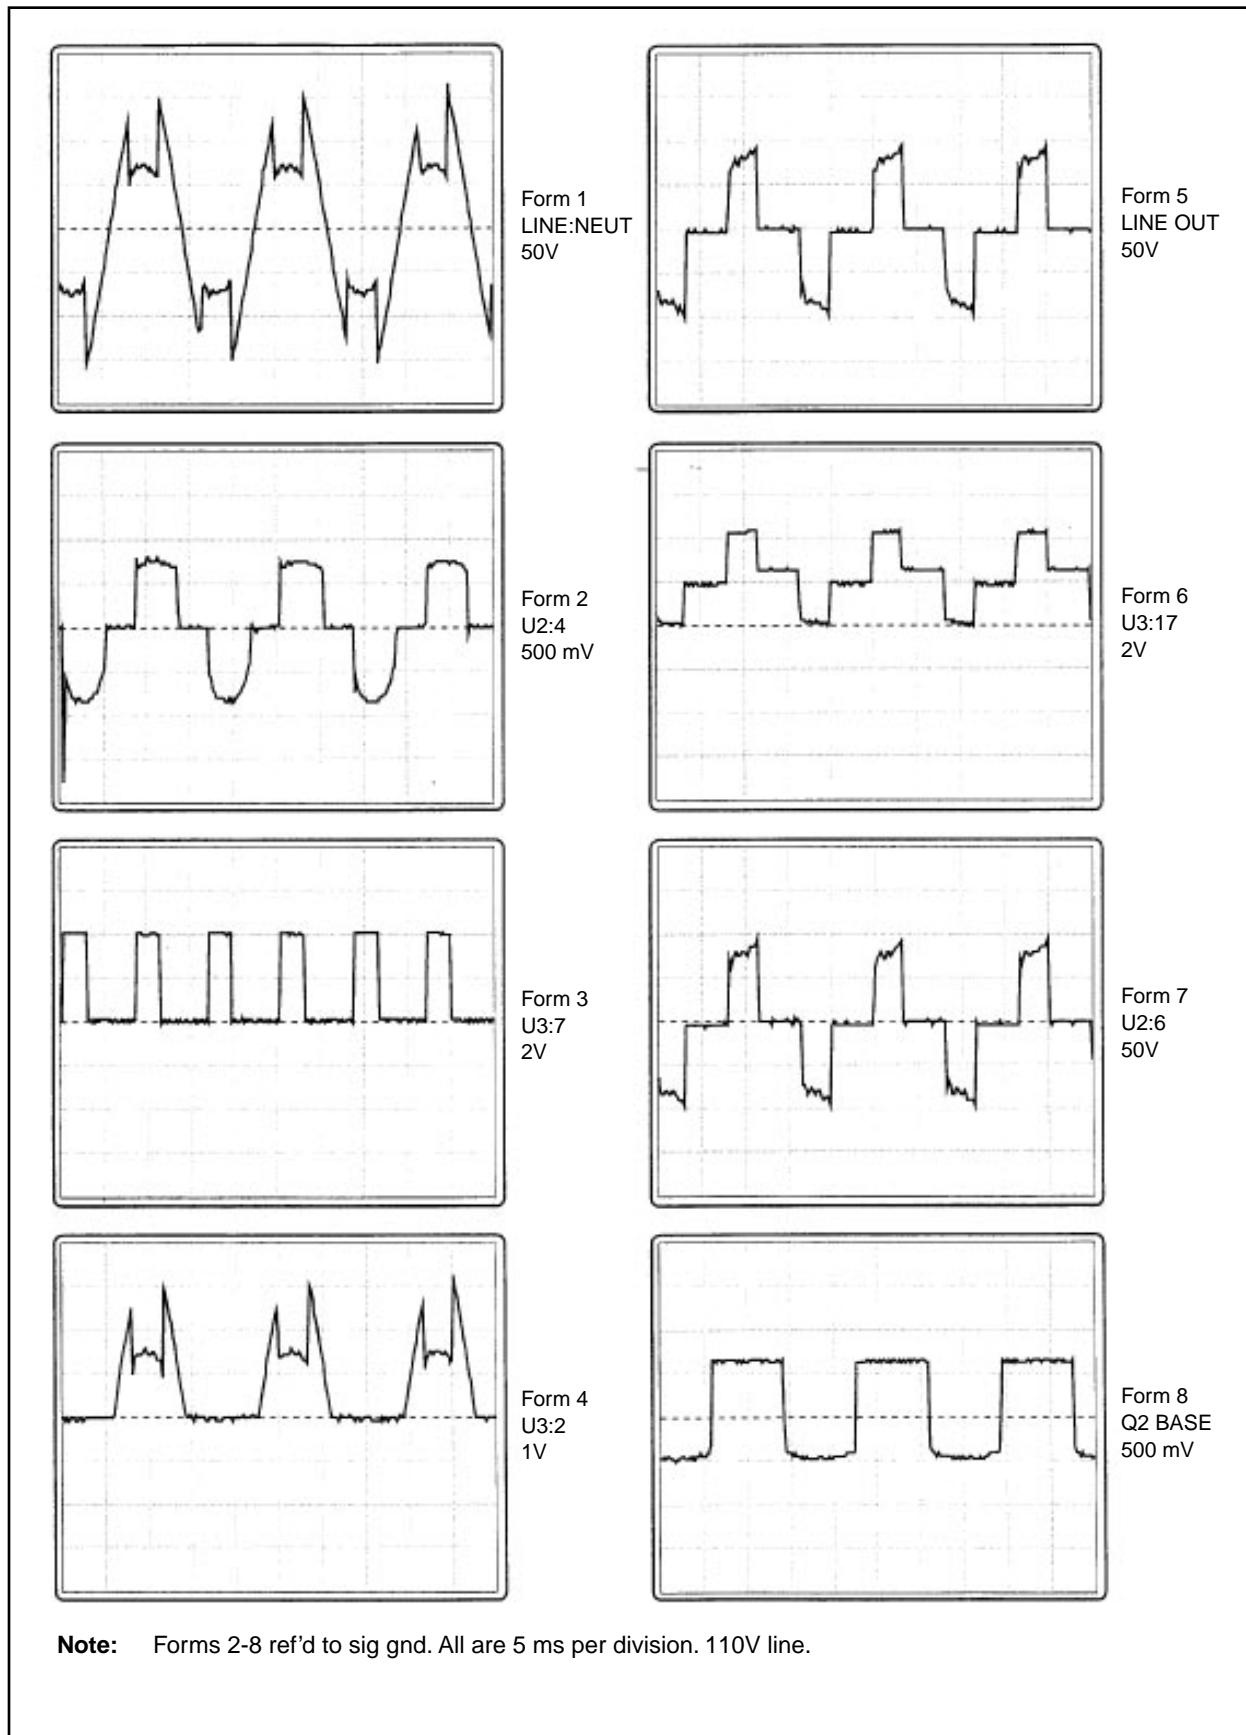 Form 1
LINE:NEUT
50V
Form 2
U2:4
500 mV
Form 3
U3:7
2V
Form 4
U3:2
1V
Form 5
LINE OUT
50V
Form 6
U3:17
2V
Form 7
U2:6
50V
Form 8
Q2 BASE
500 mV
Note: Forms 2-8 ref’d to sig gnd. All are 5 ms per division. 110V line.